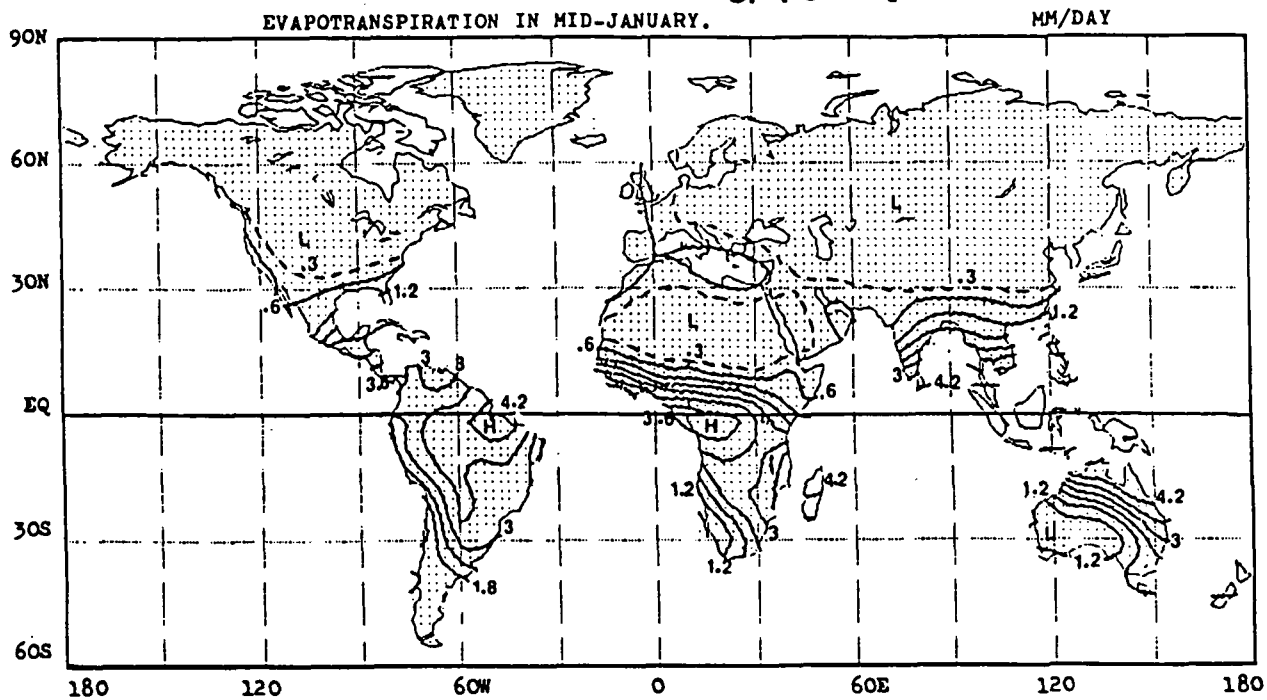 EVAPOTRANSPIRATION IN MID-JANUARY. MM/DAY
90N
60N
L L
L
.3 .3
30N
.6 1.2 1.2
L
.6 .3
3 3
3.6 3 4.2
4.2 .6
EQ
H 3.6 H
1.2 4.2 1.2 4.2
30S
3 3 L 3
1.2 1.2
1.8
60S
180 120 60W 0 60E 120 180